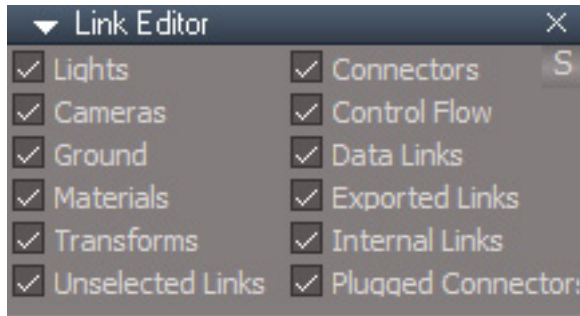 Link Editor
Lights
Connectors
S
Cameras
Control Flow
Ground
Data Links
Materials
Exported Links
Transforms
Internal Links
Unselected Links
Plugged Connectors